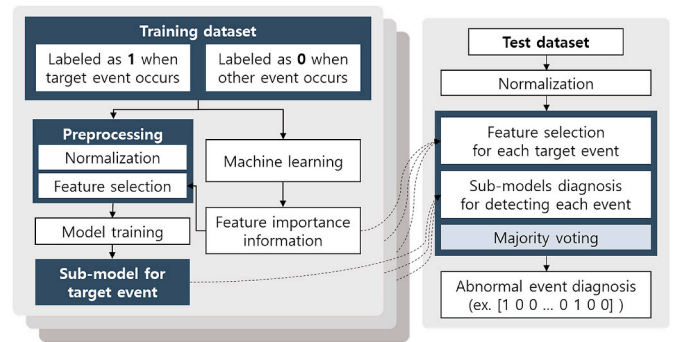 Training dataset
Labeled as 1 when
target event occurs
Labeled as 0 when
other event occurs
Preprocessing
Normalization
Feature selection
Model training
Sub-model for
target event
Machine learning
Feature importance
information
Test dataset
Normalization
Feature selection
for each target event
Sub-models diagnosis
for detecting each event
Majority voting
Abnormal event diagnosis
(ex. [1 0 0 ... 0 1 0 0] )